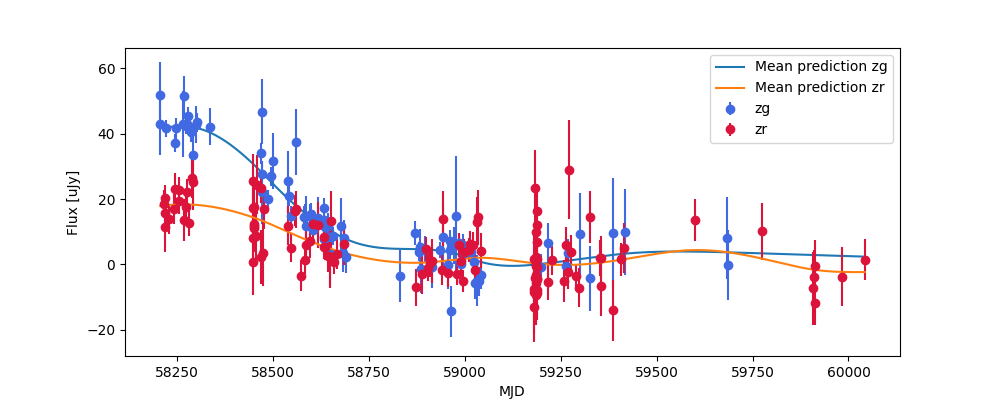 60
40
20
0
−20
Flux [uJy]
58250 58500 58750 59000 59250 59500 59750 60000
MJD
Mean prediction zg
Mean prediction zr
zg
zr